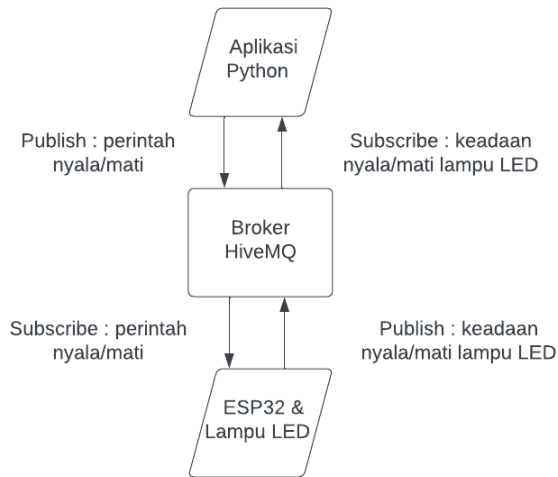 Aplikasi
Python
Publish : perintah
nyala/mati
Subscribe : keadaan
nyala/mati lampu LED
Broker
HiveMQ
Subscribe : perintah
nyala/mati
Publish : keadaan
nyala/mati lampu LED
ESP32 &
Lampu LED